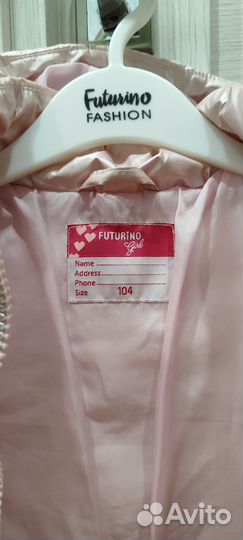 Futurino
FASHION
FUTURINO
Girl
Name
Address
Phone
Size 104
Avito